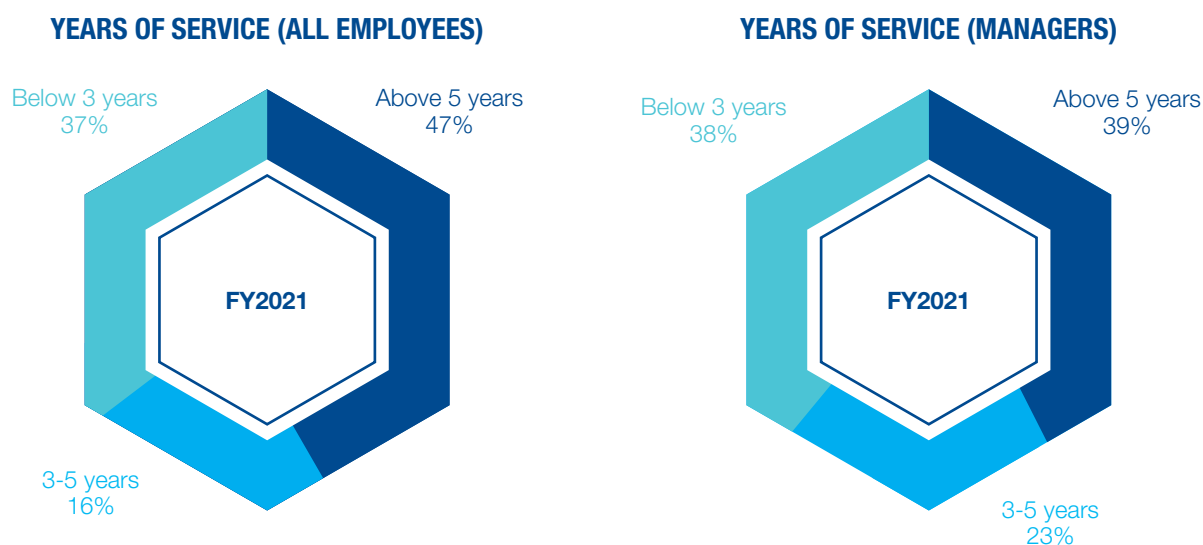 YEARS OF SERVICE (ALL EMPLOYEES)
Below 3 years
37%
Above 5 years
47%
FY2021
3-5 years
16%
YEARS OF SERVICE (MANAGERS)
Below 3 years
38%
Above 5 years
39%
FY2021
3-5 years
23%